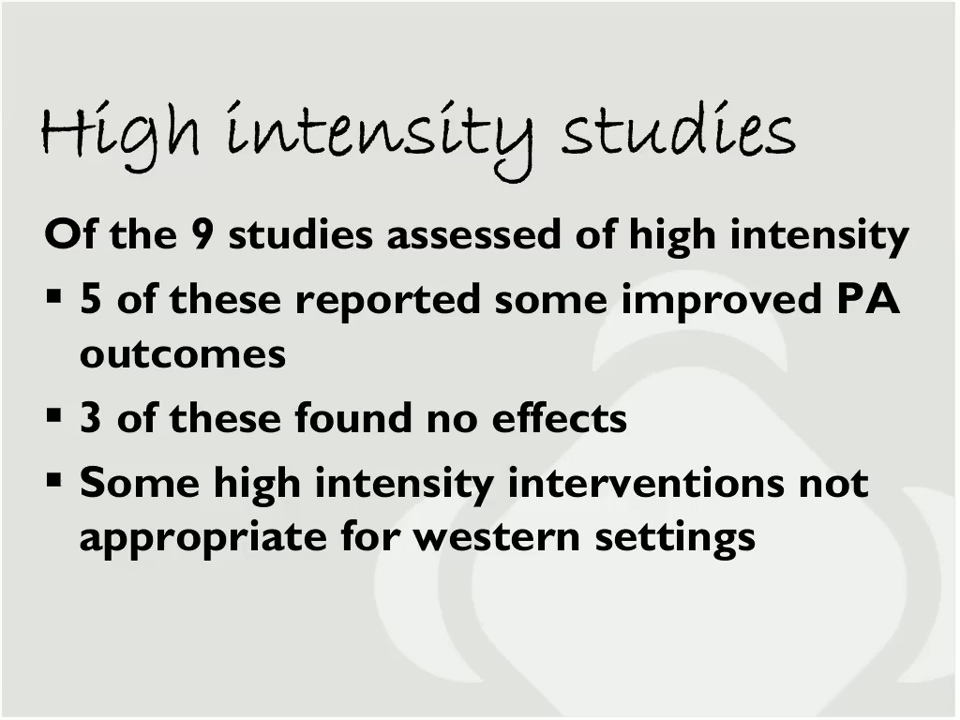 High intensity studies
Of the 9 studies assessed of high intensity
▪ 5 of these reported some improved PA
outcomes
▪ 3 of these found no effects
▪ Some high intensity interventions not
appropriate for western settings